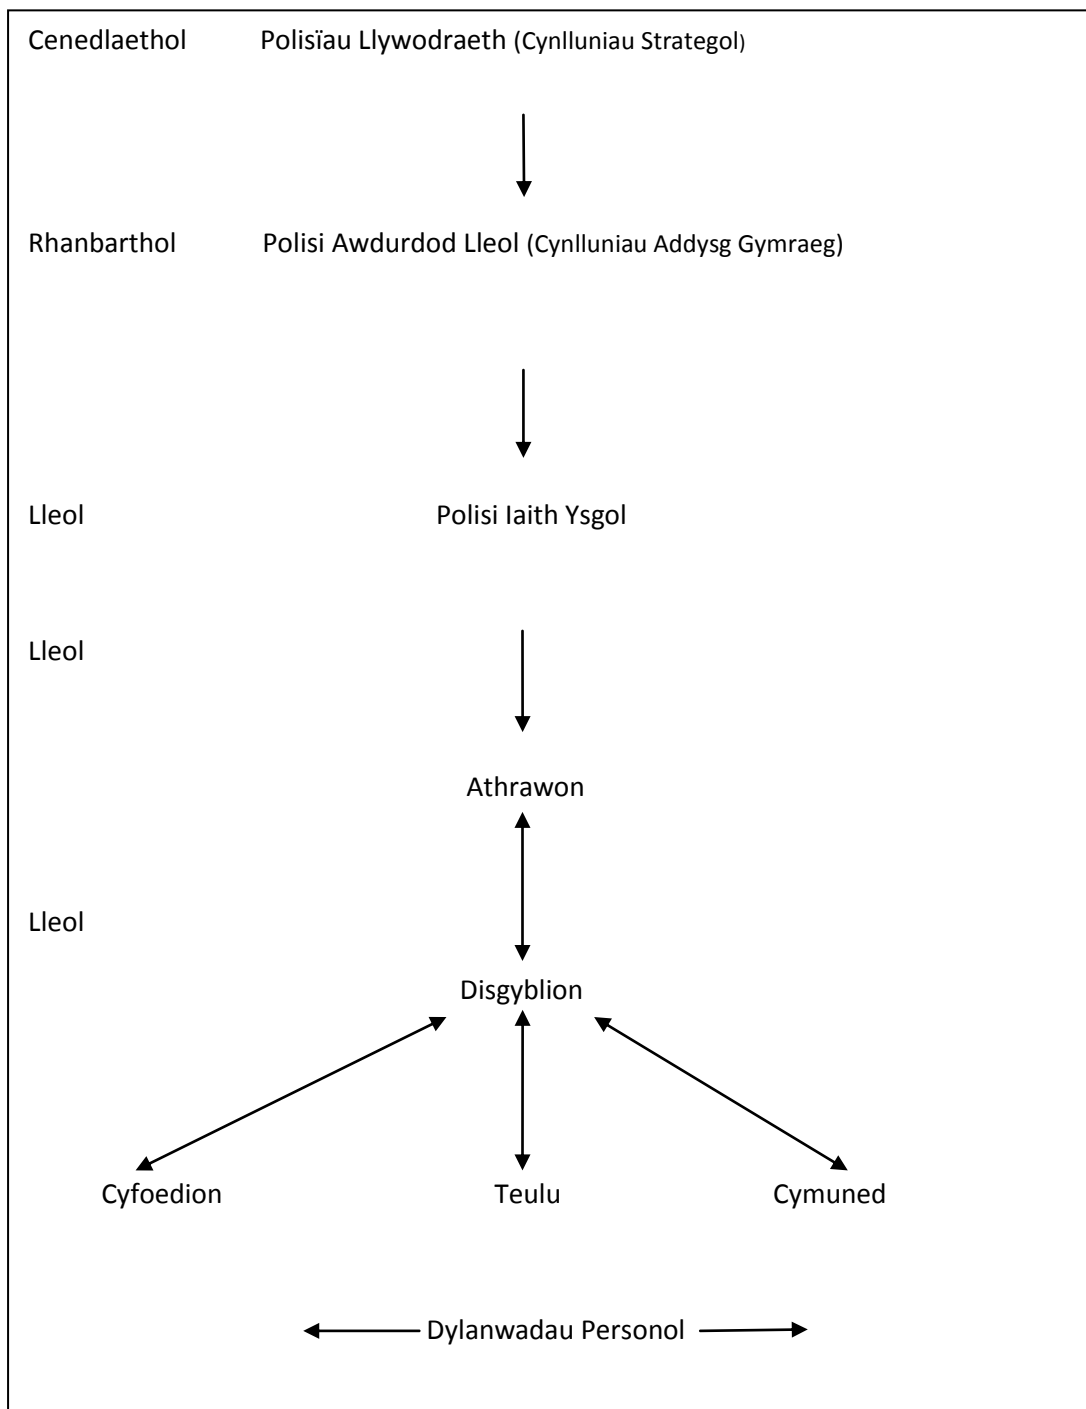 Cenedlaethol Polisïau Llywodraeth (Cynlluniau Strategol)
Rhanbarthol Polisi Awdurdod Lleol (Cynlluniau Addysg Gymraeg)
Lleol Polisi Iaith Ysgol
Lleol
Athrawon
Lleol
Disgyblion
Cyfoedion Teulu Cymuned
Dylanwadau Personol